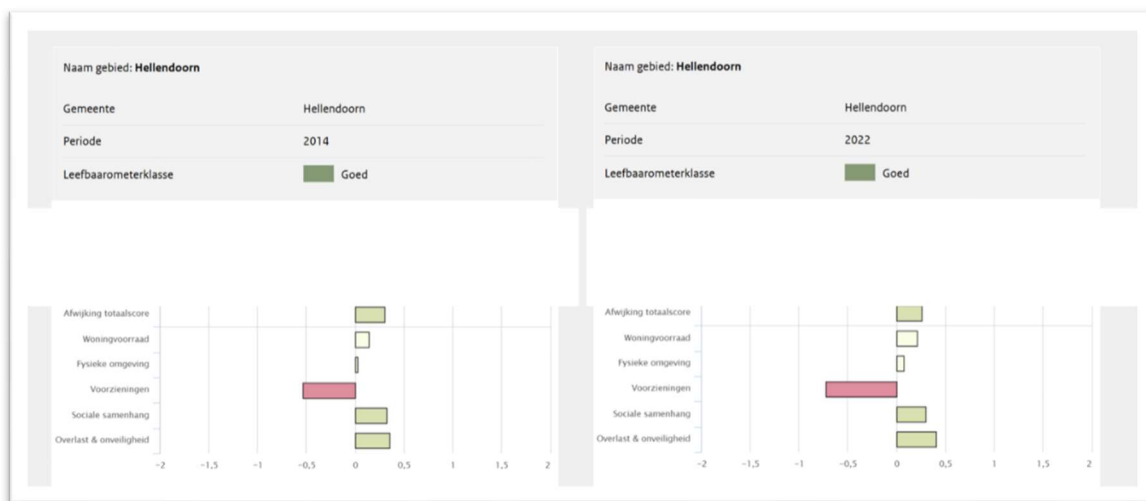 Naam gebied: Hellendoorn
Gemeente Hellendoorn
Periode 2014
Leefbaarometerklasse Goed
Afwijking totaalscore
Woningvoorraad
Fysieke omgeving
Voorzieningen
Sociale samenhang
Overlast & onveiligheid
-2 -1,5 -1 -0,5 0 0,5 1 1,5 2
Naam gebied: Hellendoorn
Gemeente Hellendoorn
Periode 2022
Leefbaarometerklasse Goed
Afwijking totaalscore
Woningvoorraad
Fysieke omgeving
Voorzieningen
Sociale samenhang
Overlast & onveiligheid
-2 -1,5 -1 -0,5 0 0,5 1 1,5 2